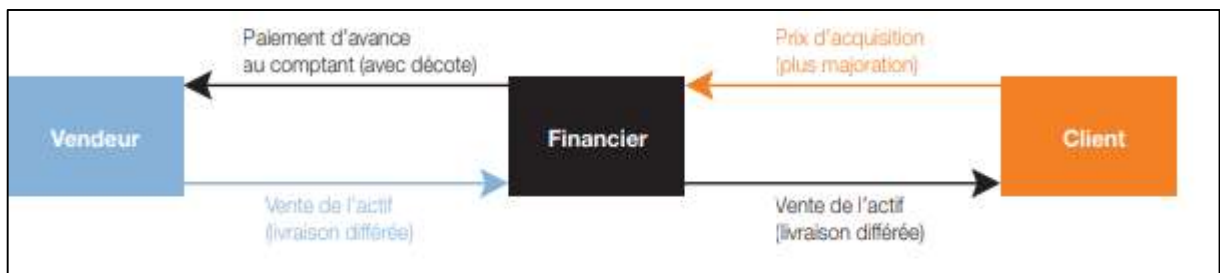 Paiement d'avance
au comptant (avec décote)
Prix d'acquisition
(plus majoration)
Vendeur
Financier
Client
Vente de l'actif
(livraison différée)
Vente de l'actif
(livraison différée)